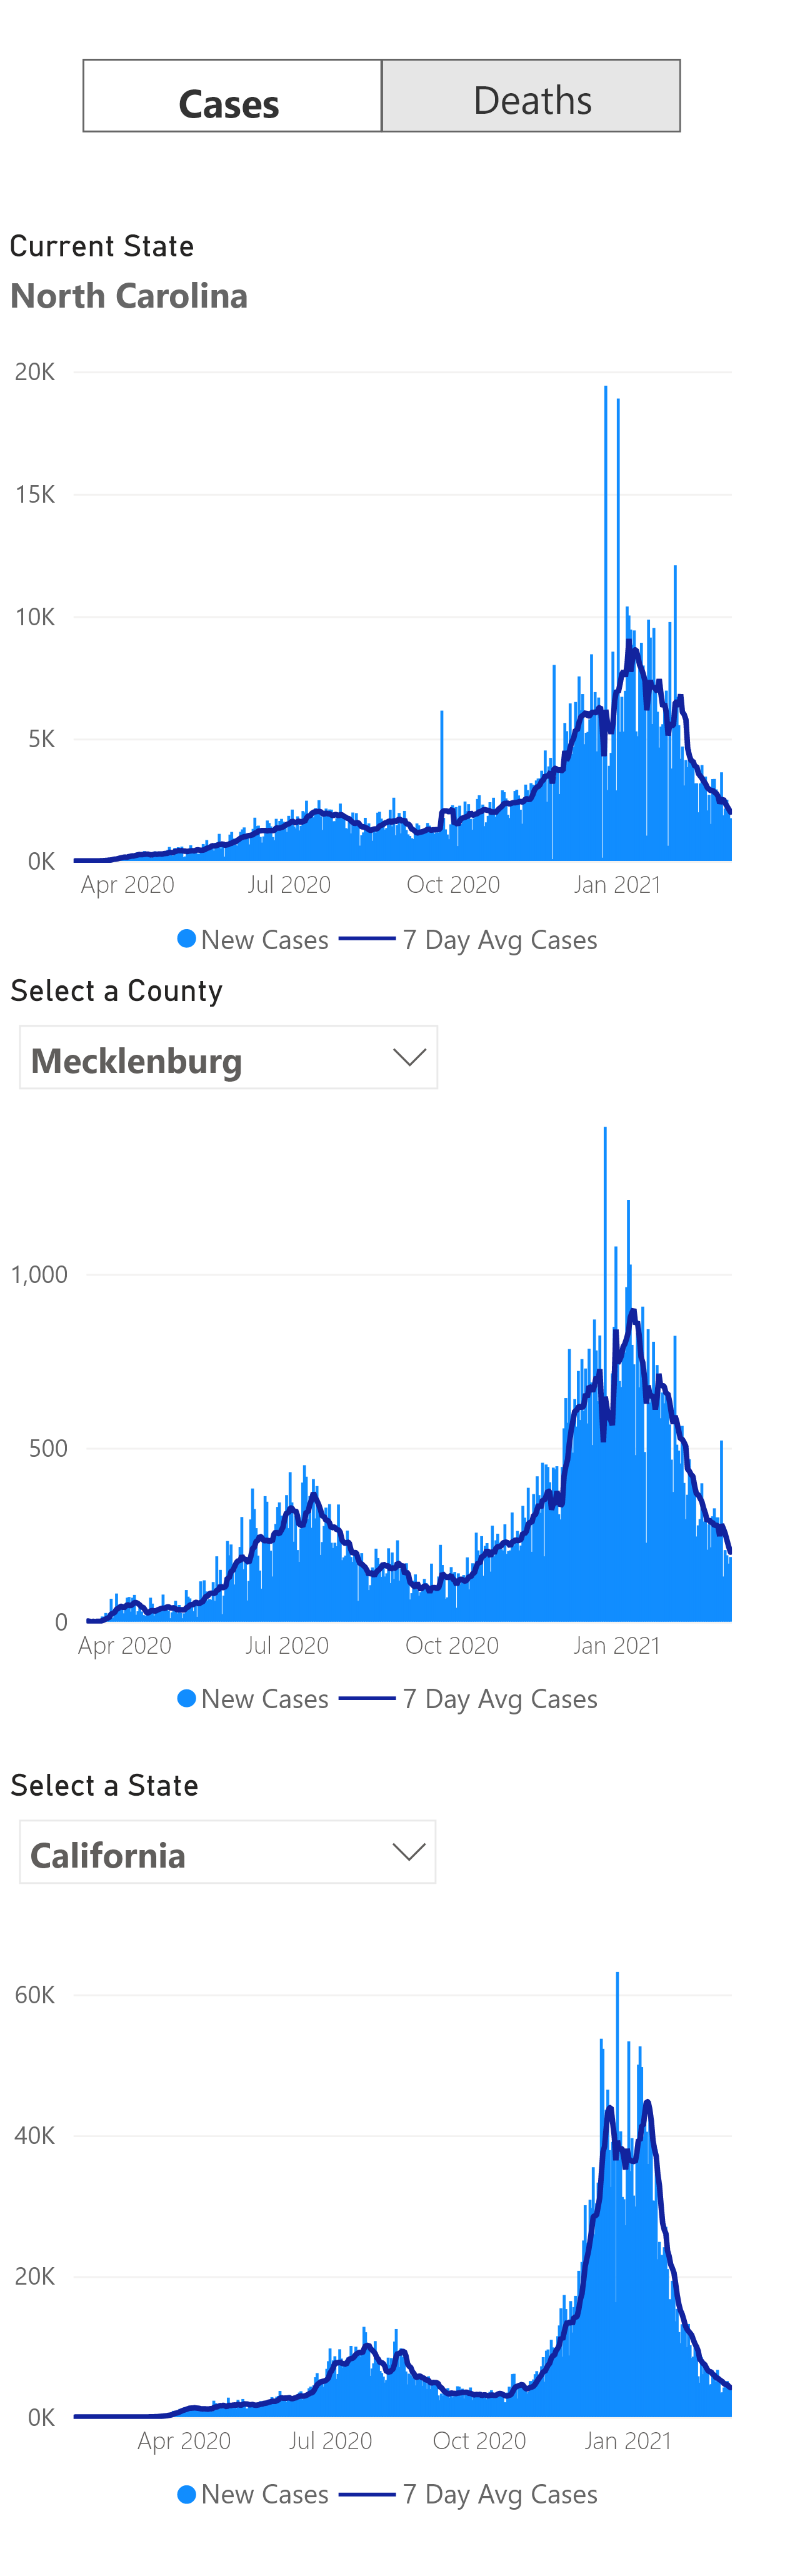 Cases Deaths
Current State
North Carolina
20K
15K
10K
5K
0K
Apr 2020 Jul 2020 Oct 2020 Jan 2021
New Cases 7 Day Avg Cases
Select a County
Mecklenburg
1,000
500
0
Apr 2020 Jul 2020 Oct 2020 Jan 2021
New Cases 7 Day Avg Cases
Select a State
California
60K
40K
20K
0K
Apr 2020 Jul 2020 Oct 2020 Jan 2021
New Cases 7 Day Avg Cases